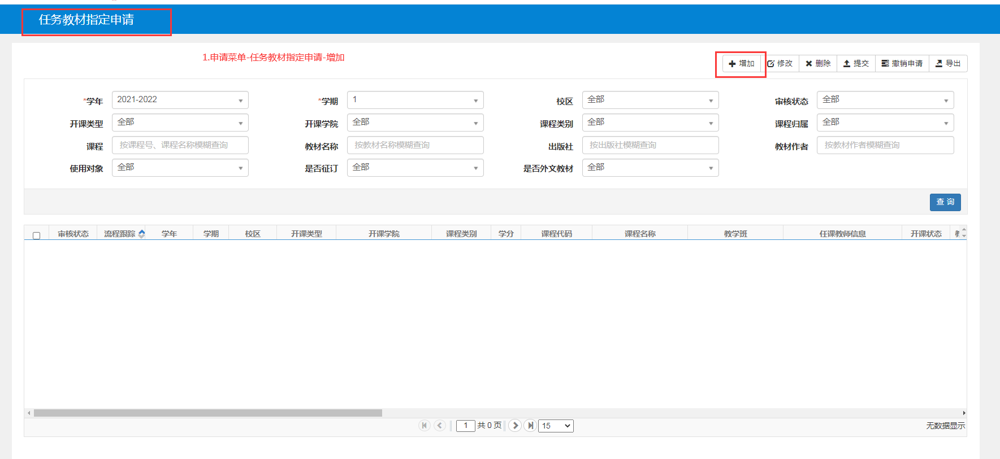 任务教材指定申请
1.申请菜单-任务教材指定申请-增加
增加 修改 删除 提交 撤销申请 导出
*学年 2021-2022 *学期 1 校区 全部 审核状态 全部
开课类型 全部 开课学院 全部 课程类别 全部 课程归属 全部
课程 按课程号、课程名称模糊查询 教材名称 按教材名称模糊查询 出版社 按出版社模糊查询 教材作者 按教材作者模糊查询
使用对象 全部 是否征订 全部 是否外文教材 全部
查 询
审核状态 流程跟踪 学年 学期 校区 开课类型 开课学院 课程类别 学分 课程代码 课程名称 教学班 任课教师信息 开课状态
1 共 0 页 15 无数据显示